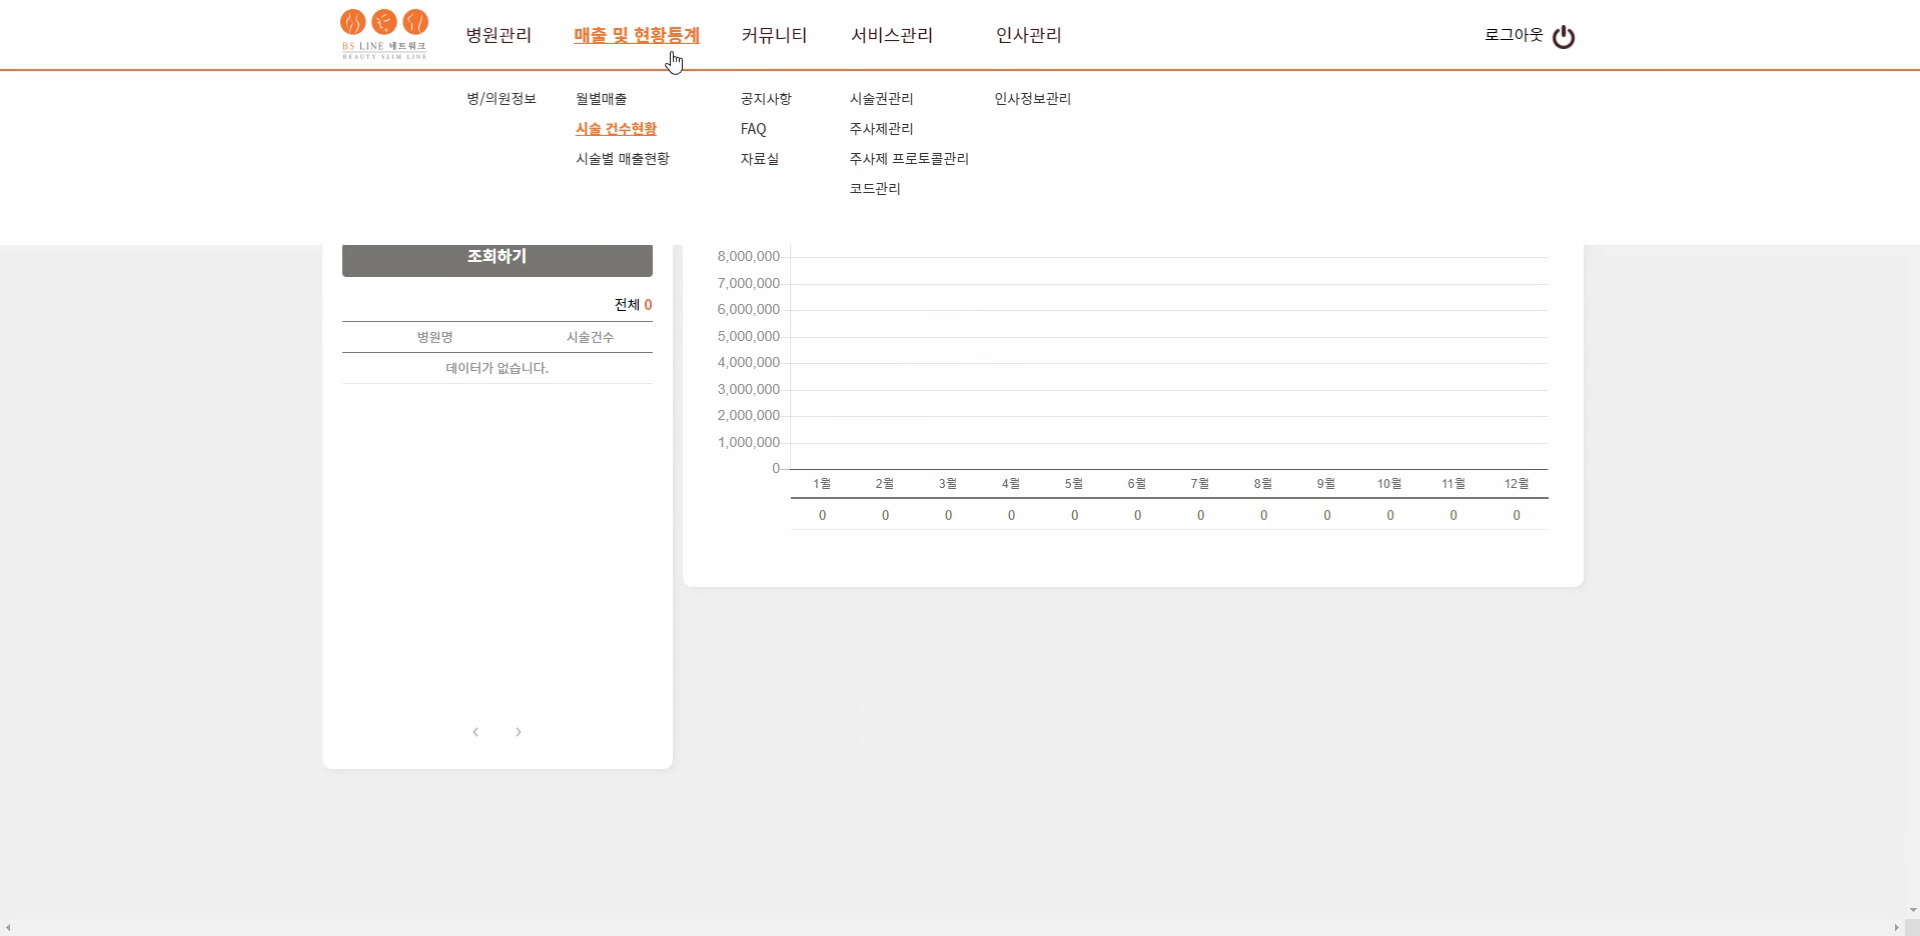 BS LINE 네트워크
BEAUTY SLIM LINE
병원관리 매출 및 현황통계 커뮤니티 서비스관리 인사관리 로그아웃
병/의원정보 월별매출 공지사항 시술권관리 인사정보관리
시술 건수현황 FAQ 주사제관리
시술별 매출현황 자료실 주사제 프로토콜관리
코드관리
조회하기
전체 0
병원명 시술건수
데이터가 없습니다.
8,000,000
7,000,000
6,000,000
5,000,000
4,000,000
3,000,000
2,000,000
1,000,000
0
1월 2월 3월 4월 5월 6월 7월 8월 9월 10월 11월 12월
0 0 0 0 0 0 0 0 0 0 0 0